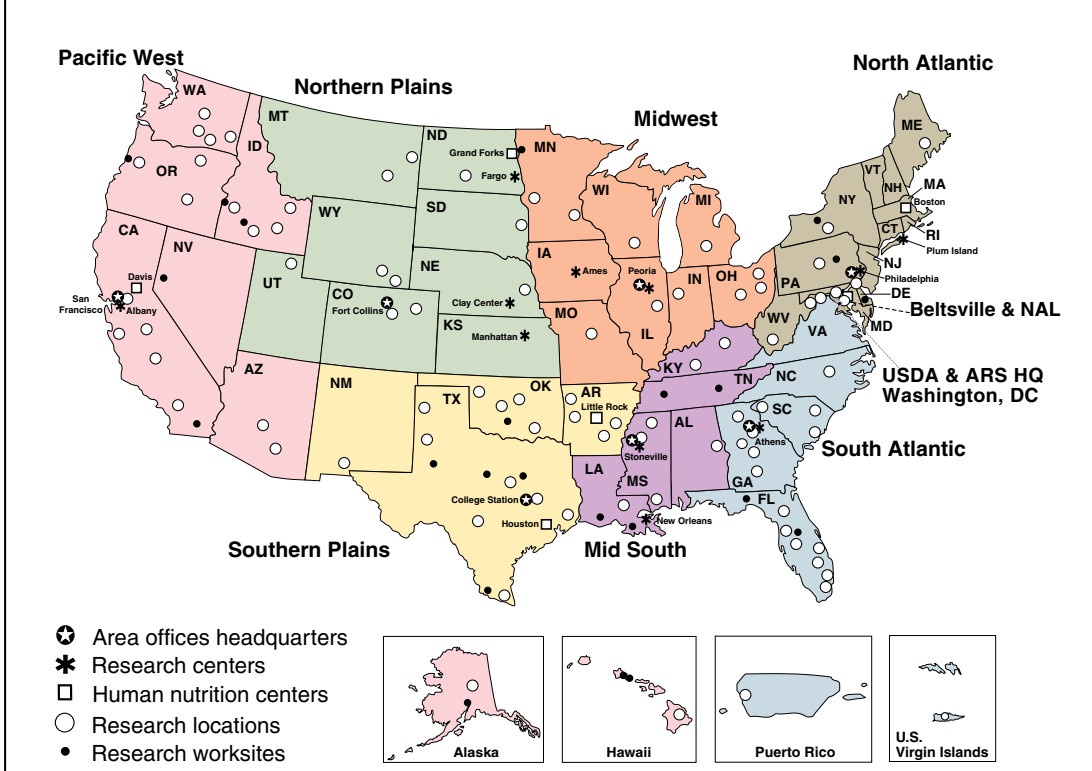 Pacific West
Northern Plains
Midwest
North Atlantic
WA
MT
ND
Grand Forks
MN
ME
ID
OR
Fargo
WI
MI
VT
NH
MA
Boston
NY
WY
SD
CT
RI
Plum Island
CA
NV
IA
Ames
NE
Peoria
IN
OH
PA
NJ
Philadelphia
UT
Davis
CO
Fort Collins
Clay Center
DE
Beltsville & NAL
San
Francisco
Albany
MO
IL
WV
VA
MD
KS
Manhattan
KY
TN
NC
USDA & ARS HQ
Washington, DC
AZ
NM
TX
OK
AR
Little Rock
AL
SC
Athens
South Atlantic
Stoneville
LA
MS
GA
FL
College Station
Houston
New Orleans
Southern Plains
Mid South
Area offices headquarters
Research centers
Human nutrition centers
Research locations
Research worksites
Alaska
Hawaii
Puerto Rico
U.S.
Virgin Islands